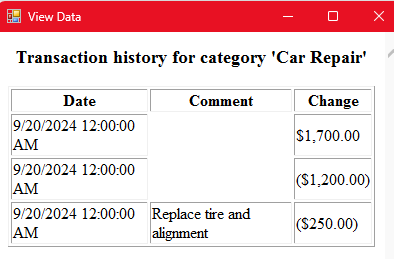 View Data
Transaction history for category 'Car Repair'
Date Comment Change
9/20/2024 12:00:00
AM
$1,700.00
9/20/2024 12:00:00
AM
($1,200.00)
9/20/2024 12:00:00
AM
Replace tire and
alignment
($250.00)